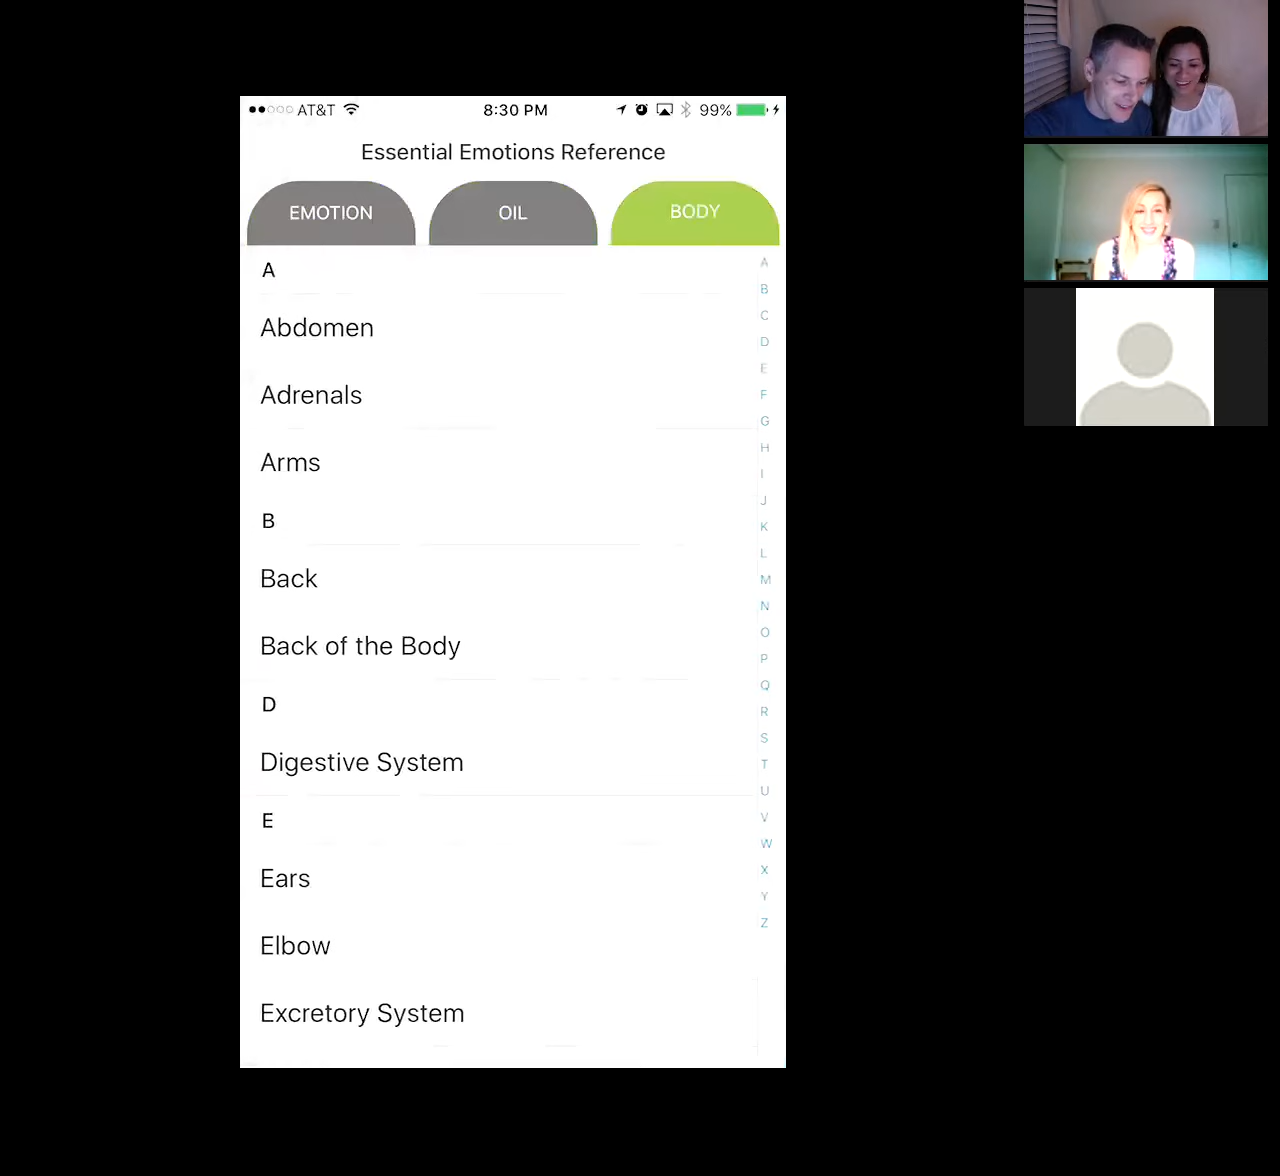 AT&T 8:30 PM 99%
Essential Emotions Reference
EMOTION OIL BODY
A
Abdomen
Adrenals
Arms
B
Back
Back of the Body
D
Digestive System
E
Ears
Elbow
Excretory System
A
B
C
D
E
F
G
H
I
J
K
L
M
N
O
P
Q
R
S
T
U
V
W
X
Y
Z